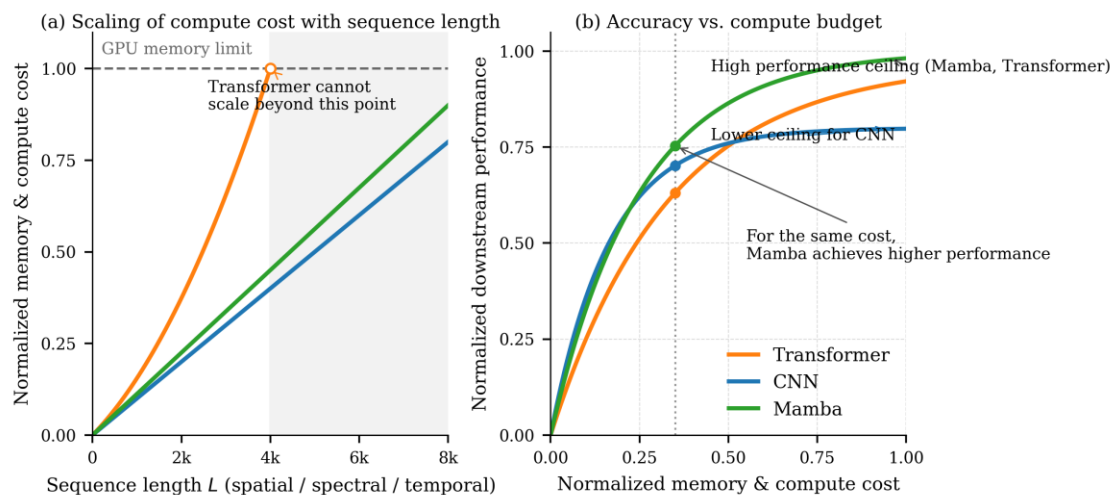 (a) Scaling of compute cost with sequence length
GPU memory limit
1.00
Transformer cannot
scale beyond this point
0.75
0.50
0.25
0.00
0
2k
4k
6k
8k
Normalized memory & compute cost
Sequence length L (spatial / spectral / temporal)
(b) Accuracy vs. compute budget
1.00
High performance ceiling (Mamba, Transformer)
Lower ceiling for CNN
0.75
For the same cost,
Mamba achieves higher performance
0.50
0.25
0.00
Transformer
CNN
Mamba
0.00
0.25
0.50
0.75
1.00
Normalized downstream performance
Normalized memory & compute cost